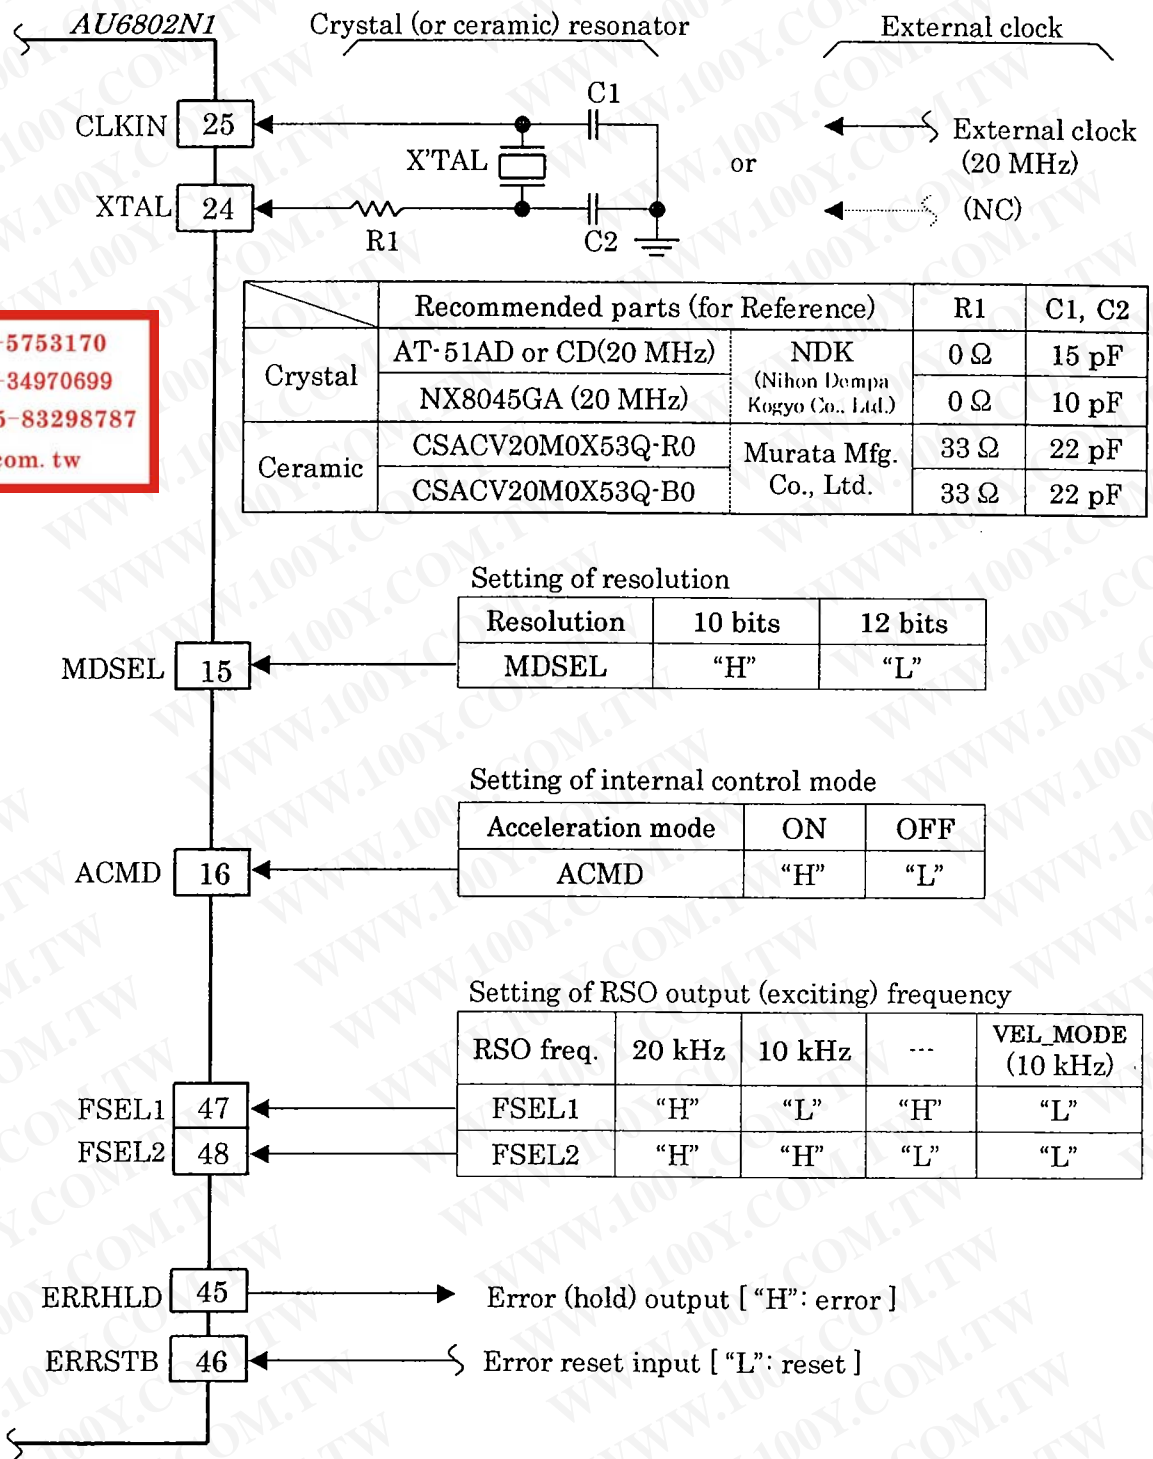 AU6802N1
Crystal (or ceramic) resonator
External clock
C1
CLKIN 25
X'TAL
or
External clock
(20 MHz)
XTAL 24
R1
C2
(NC)
Recommended parts (for Reference) R1 C1, C2
Crystal AT-51AD or CD(20 MHz) NDK (Nihon Dempa Kogyo Co., Ltd.) 0 Ω 15 pF
NX8045GA (20 MHz) 0 Ω 10 pF
Ceramic CSACV20M0X53Q-R0 Murata Mfg. Co., Ltd. 33 Ω 22 pF
CSACV20M0X53Q-B0 33 Ω 22 pF
-5753170
-34970699
5-83298787
com.tw
Setting of resolution
Resolution 10 bits 12 bits
MDSEL 15
MDSEL “H” “L”
Setting of internal control mode
Acceleration mode ON OFF
ACMD 16
ACMD “H” “L”
Setting of RSO output (exciting) frequency
RSO freq. 20 kHz 10 kHz --- VEL_MODE (10 kHz)
FSEL1 47
FSEL1 “H” “L” “H” “L”
FSEL2 48
FSEL2 “H” “H” “L” “L”
ERRHLD 45
Error (hold) output [ “H”: error ]
ERRSTB 46
Error reset input [ “L”: reset ]
WWW.100Y.COM.TW